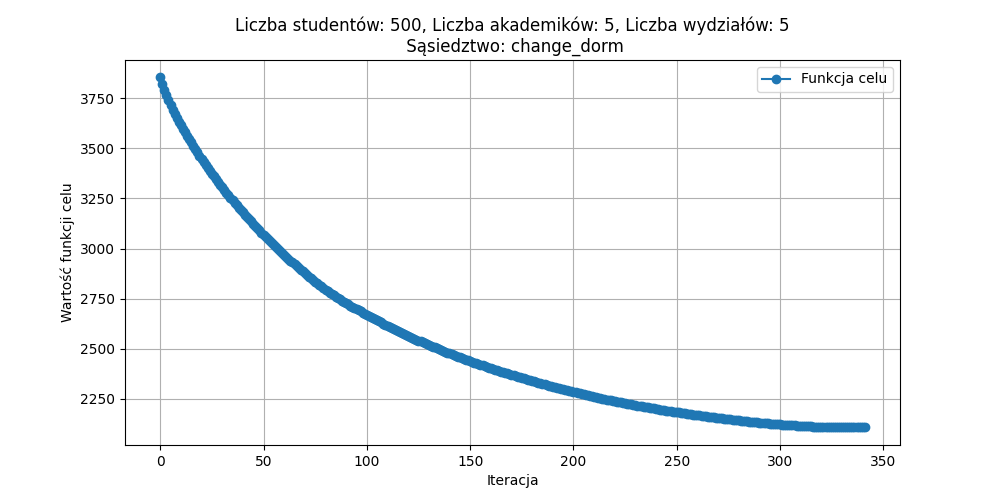 Liczba studentów: 500, Liczba akademików: 5, Liczba wydziałów: 5
Sąsiedztwo: change_dorm
Funkcja celu
Wartość funkcji celu
3750
3500
3250
3000
2750
2500
2250
0 50 100 150 200 250 300 350
Iteracja